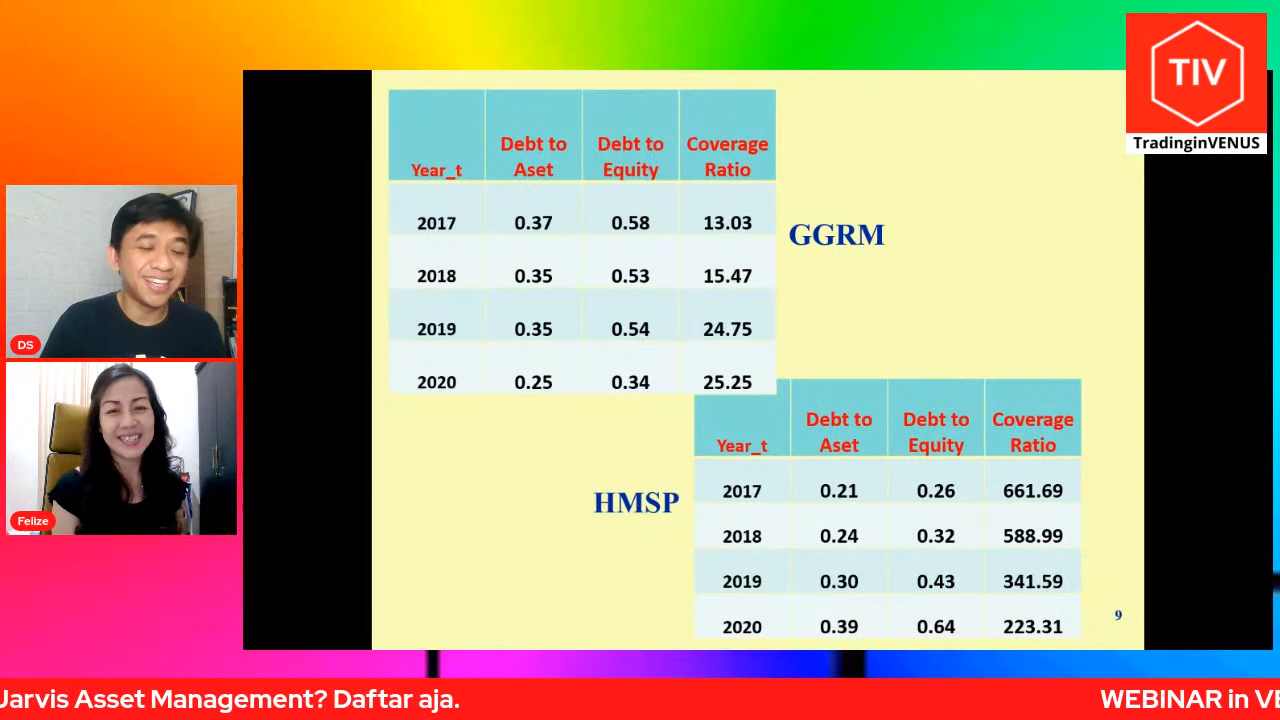 TIV
TradinginVENUS
Year_t Debt to Aset Debt to Equity Coverage Ratio
2017 0.37 0.58 13.03
2018 0.35 0.53 15.47
2019 0.35 0.54 24.75
2020 0.25 0.34 25.25
GGRM
HMSP
Year_t Debt to Aset Debt to Equity Coverage Ratio
2017 0.21 0.26 661.69
2018 0.24 0.32 588.99
2019 0.30 0.43 341.59
2020 0.39 0.64 223.31
9
DS
Felize
Jarvis Asset Management? Daftar aja.
WEBINAR in VE